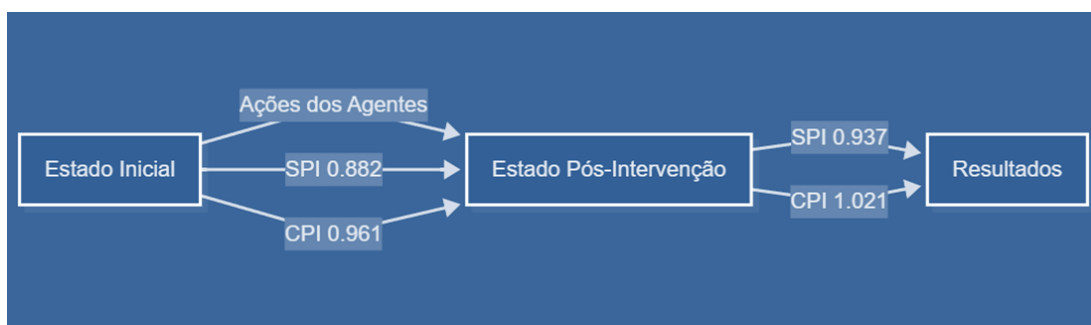 Ações dos Agentes
Estado Inicial
SPI 0.882
CPI 0.961
Estado Pós-Intervenção
SPI 0.937
CPI 1.021
Resultados